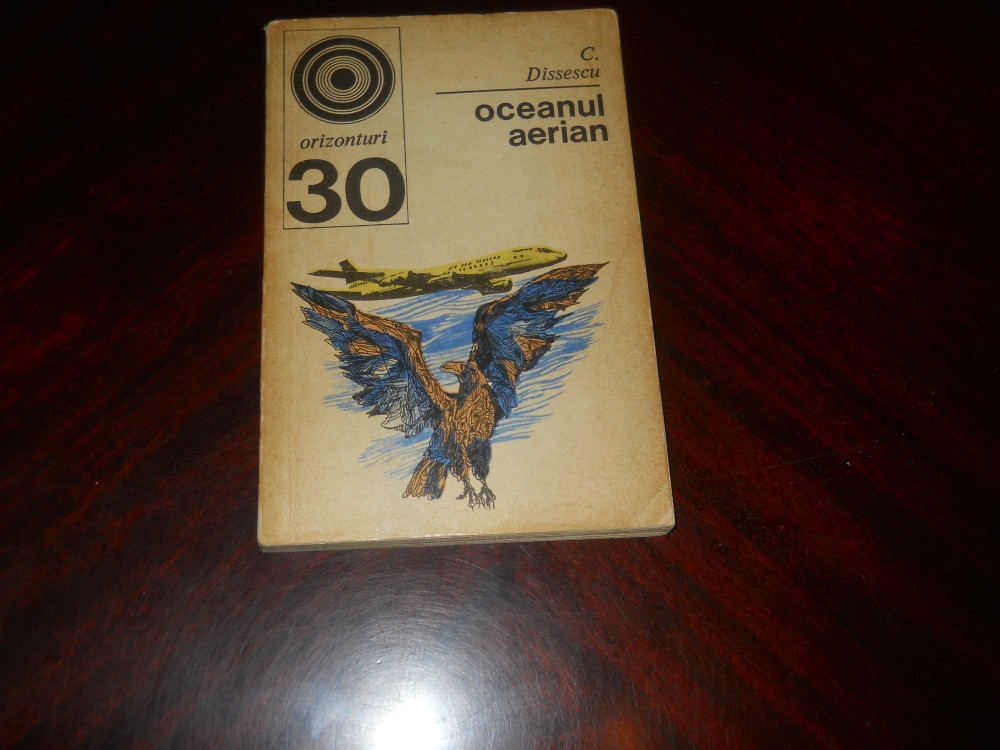 orizonturi
30
C.
Dissescu
oceanul
aerian